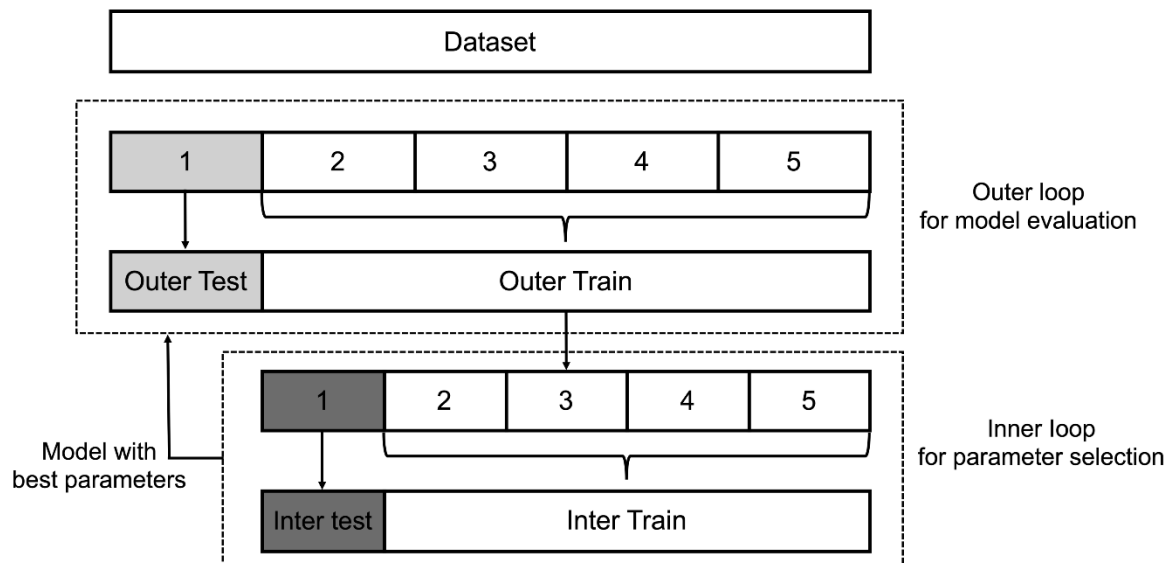 Dataset
1 2 3 4 5
Outer loop
for model evaluation
Outer Test Outer Train
1 2 3 4 5
Inner loop
for parameter selection
Model with
best parameters
Inter test Inter Train